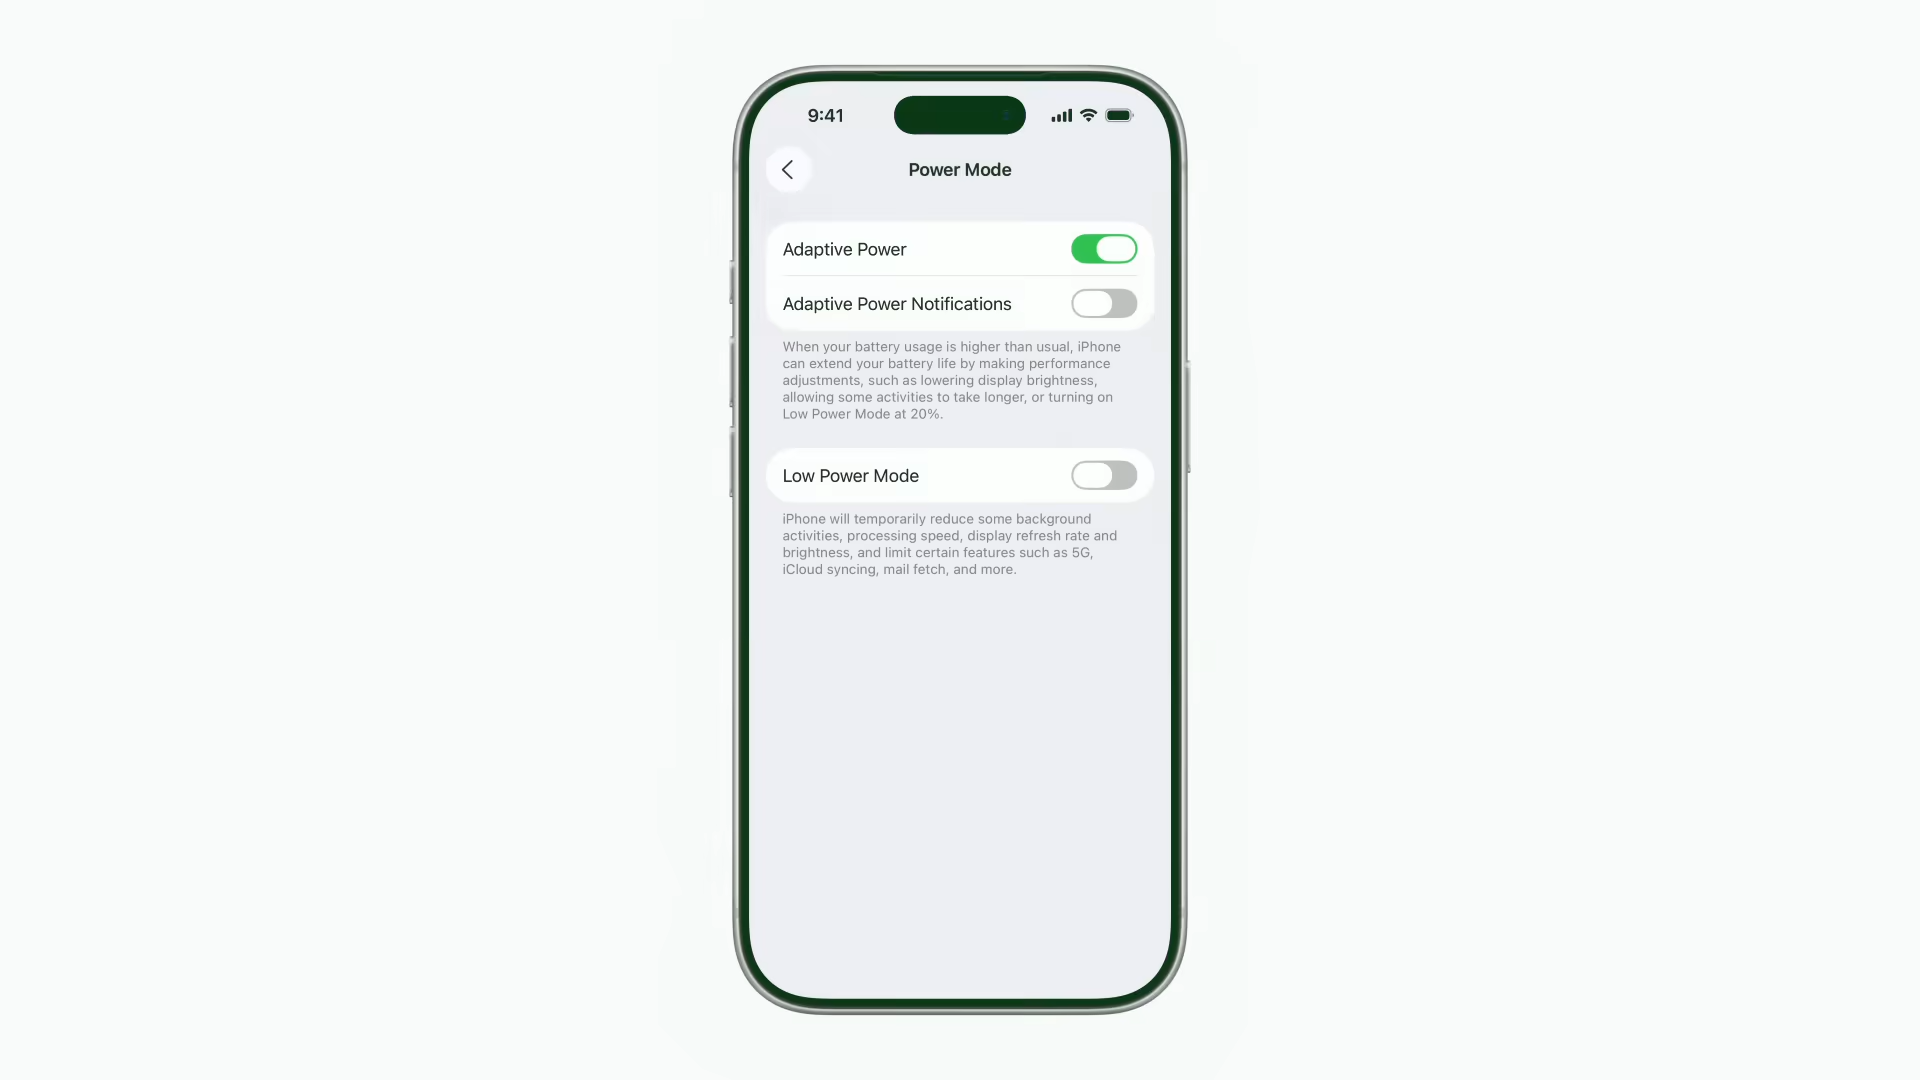 9:41
Power Mode
Adaptive Power
Adaptive Power Notifications
When your battery usage is higher than usual, iPhone
can extend your battery life by making performance
adjustments, such as lowering display brightness,
allowing some activities to take longer, or turning on
Low Power Mode at 20%.
Low Power Mode
iPhone will temporarily reduce some background
activities, processing speed, display refresh rate and
brightness, and limit certain features such as 5G,
iCloud syncing, mail fetch, and more.